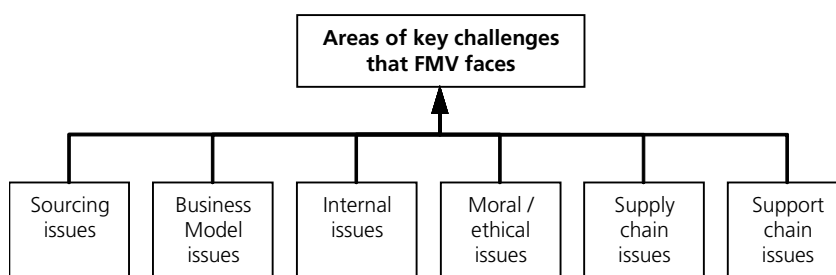 Areas of key challenges
that FMV faces
Sourcing
issues
Business
Model
issues
Internal
issues
Moral /
ethical issues
Supply
chain
issues
Support
chain
issues